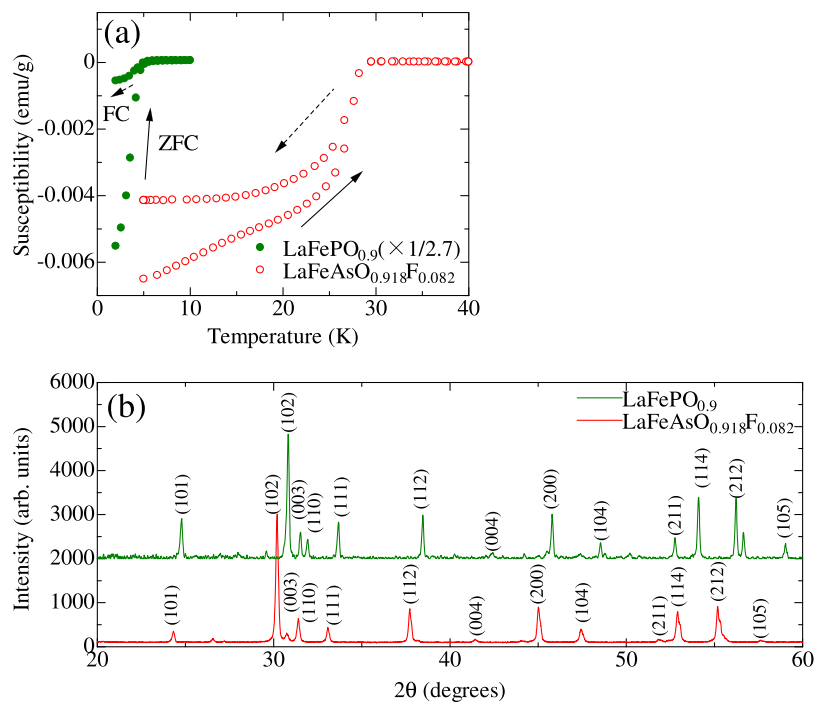 (a)
0
-0.002
-0.004
-0.006
Susceptibility (emu/g)
FC
ZFC
LaFePO0.9(×1/2.7)
LaFeAsO0.918F0.082
0 10 20 30 40
Temperature (K)
(b)
6000
5000
4000
3000
2000
1000
0
Intensity (arb. units)
LaFePO0.9
LaFeAsO0.918F0.082
(101) (102) (003) (110) (111) (112) (004) (200) (104) (211) (114) (212) (105)
(101) (102) (003) (110) (111) (112) (004) (200) (104) (211) (114) (212) (105)
20 30 40 50 60
2θ (degrees)